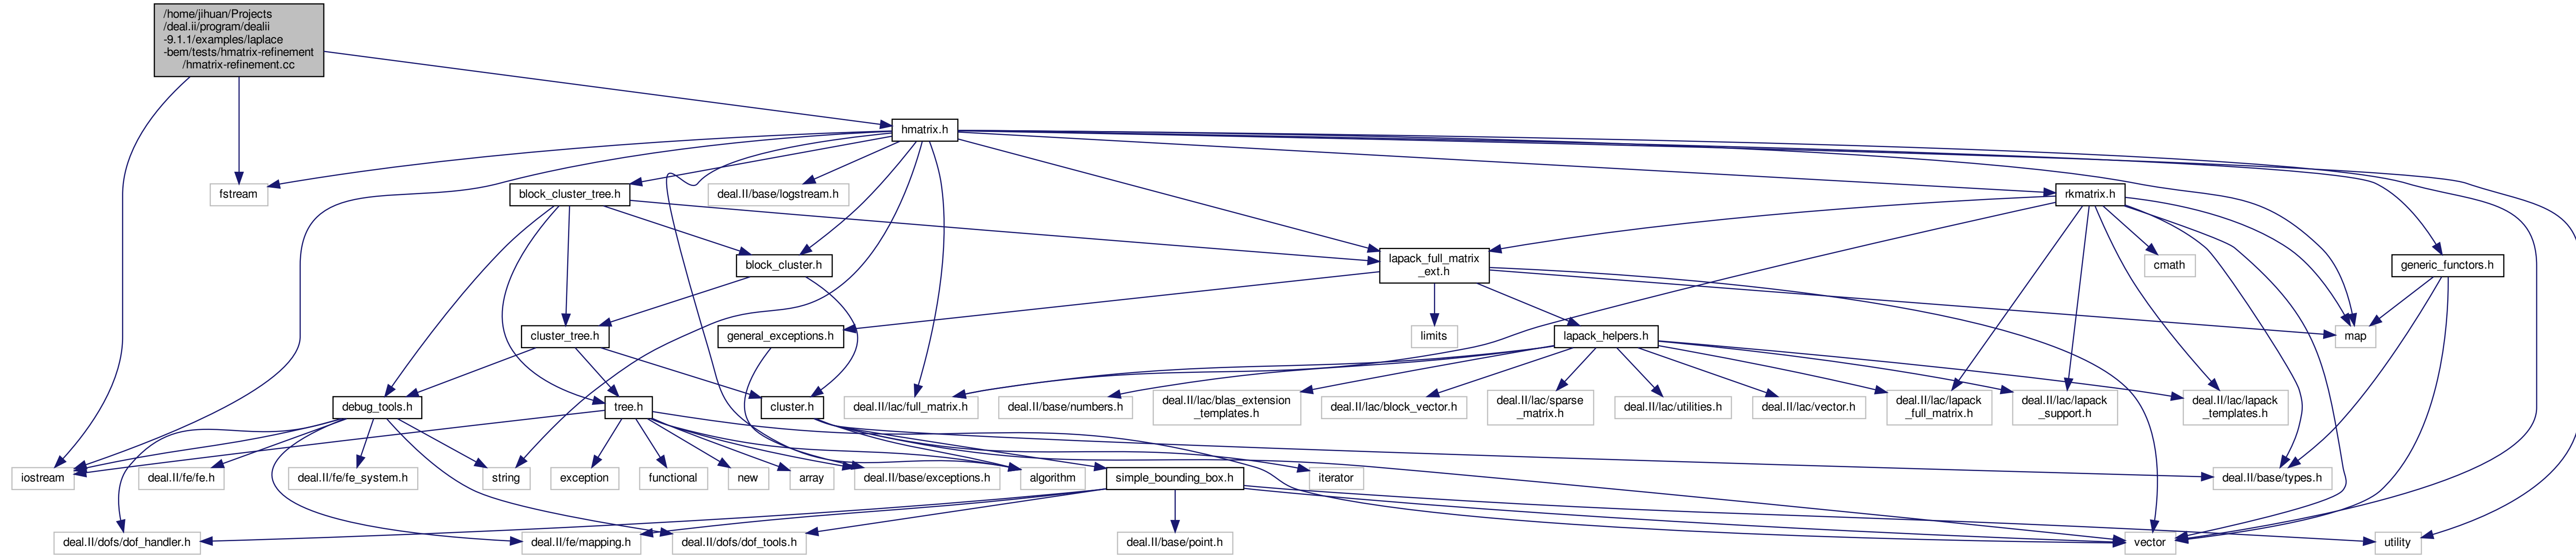 /home/jihuan/Projects
/deal.ii/program/dealii
-9.1.1/examples/laplace
-bem/tests/hmatrix-refinement
/hmatrix-refinement.cc
hmatrix.h
fstream
block_cluster_tree.h
deal.II/base/logstream.h
rkmatrix.h
block_cluster.h
lapack_full_matrix
_ext.h
cmath
generic_functors.h
cluster_tree.h
general_exceptions.h
limits
lapack_helpers.h
map
debug_tools.h
tree.h
cluster.h
deal.II/lac/full_matrix.h
deal.II/base/numbers.h
deal.II/lac/blas_extension
_templates.h
deal.II/lac/block_vector.h
deal.II/lac/sparse
_matrix.h
deal.II/lac/utilities.h
deal.II/lac/vector.h
deal.II/lac/lapack
_full_matrix.h
deal.II/lac/lapack
_support.h
deal.II/lac/lapack
_templates.h
iostream
deal.II/fe/fe.h
deal.II/fe/fe_system.h
string
exception
functional
new
array
deal.II/base/exceptions.h
algorithm
simple_bounding_box.h
iterator
deal.II/base/types.h
deal.II/dofs/dof_handler.h
deal.II/fe/mapping.h
deal.II/dofs/dof_tools.h
deal.II/base/point.h
vector
utility